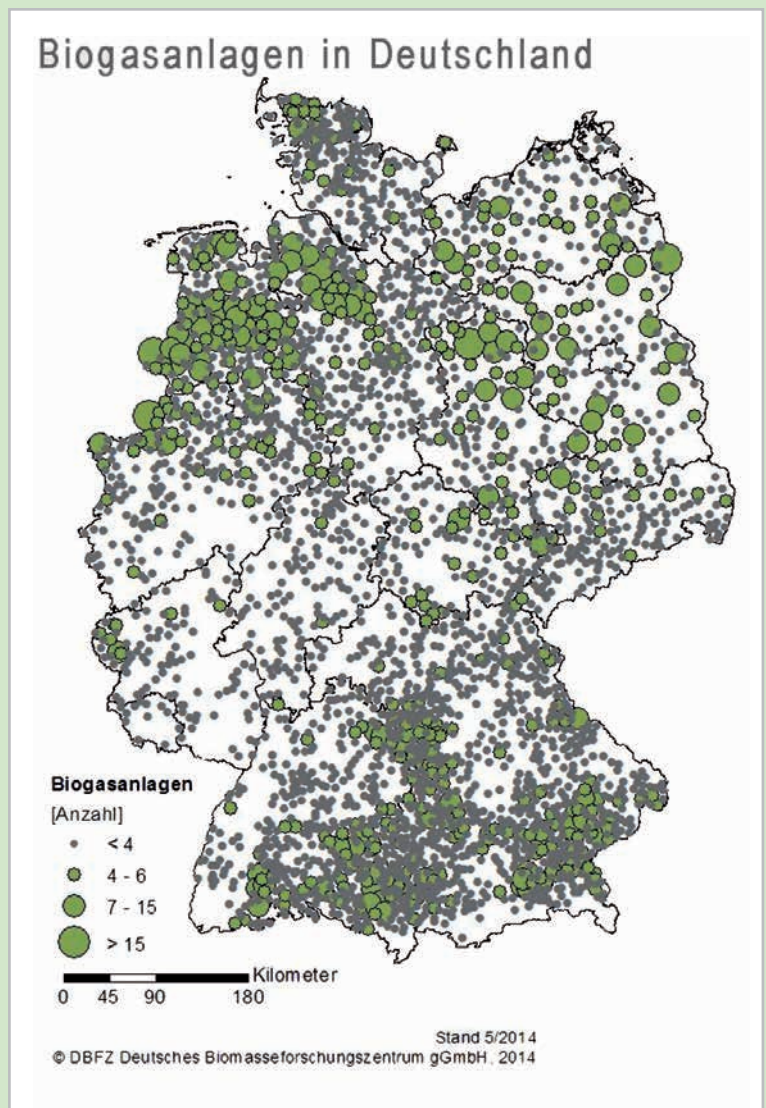 Biogasanlagen in Deutschland
Biogasanlagen
[Anzahl]
< 4
4 - 6
7 - 15
> 15
Kilometer
0 45 90 180
Stand 5/2014
© DBFZ Deutsches Biomasseforschungszentrum gGmbH, 2014